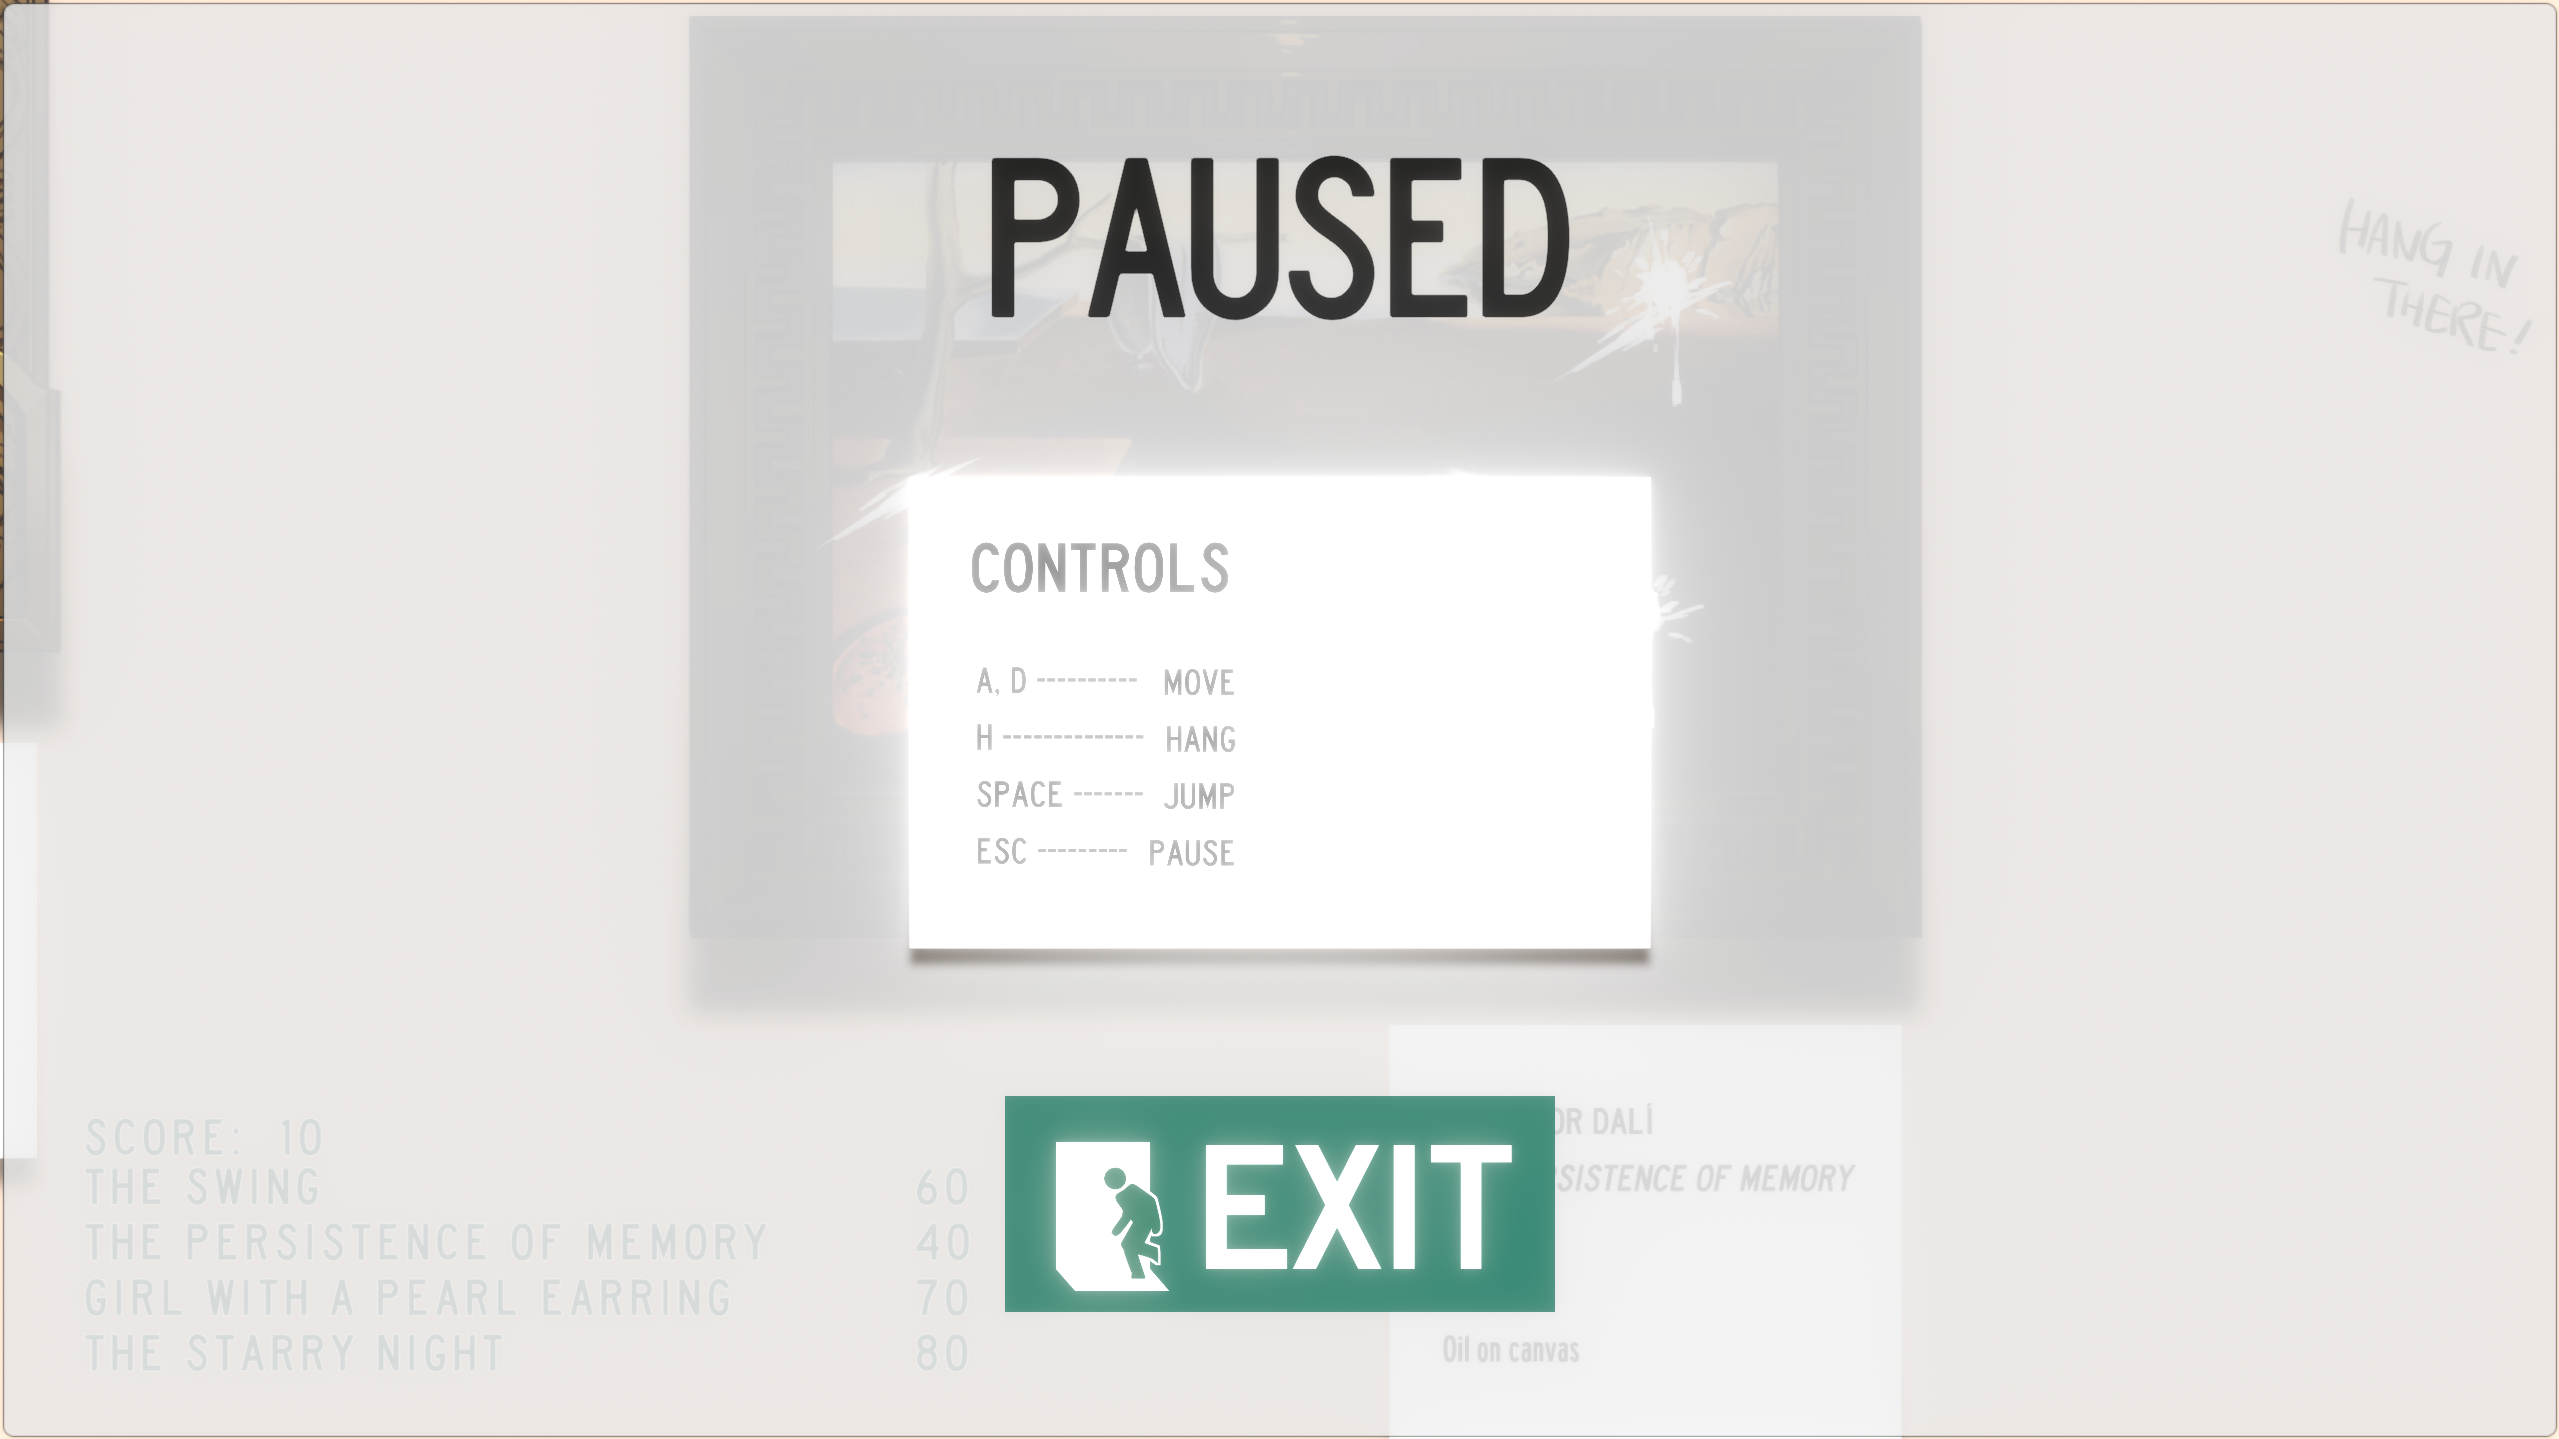 PAUSED
HANG IN
THERE!
CONTROLS
A, D ---------- MOVE
H -------------- HANG
SPACE ------- JUMP
ESC --------- PAUSE
OR DALÍ
SISTENCE OF MEMORY
EXIT
Oil on canvas
SCORE: 10
THE SWING 60
THE PERSISTENCE OF MEMORY 40
GIRL WITH A PEARL EARRING 70
THE STARRY NIGHT 80